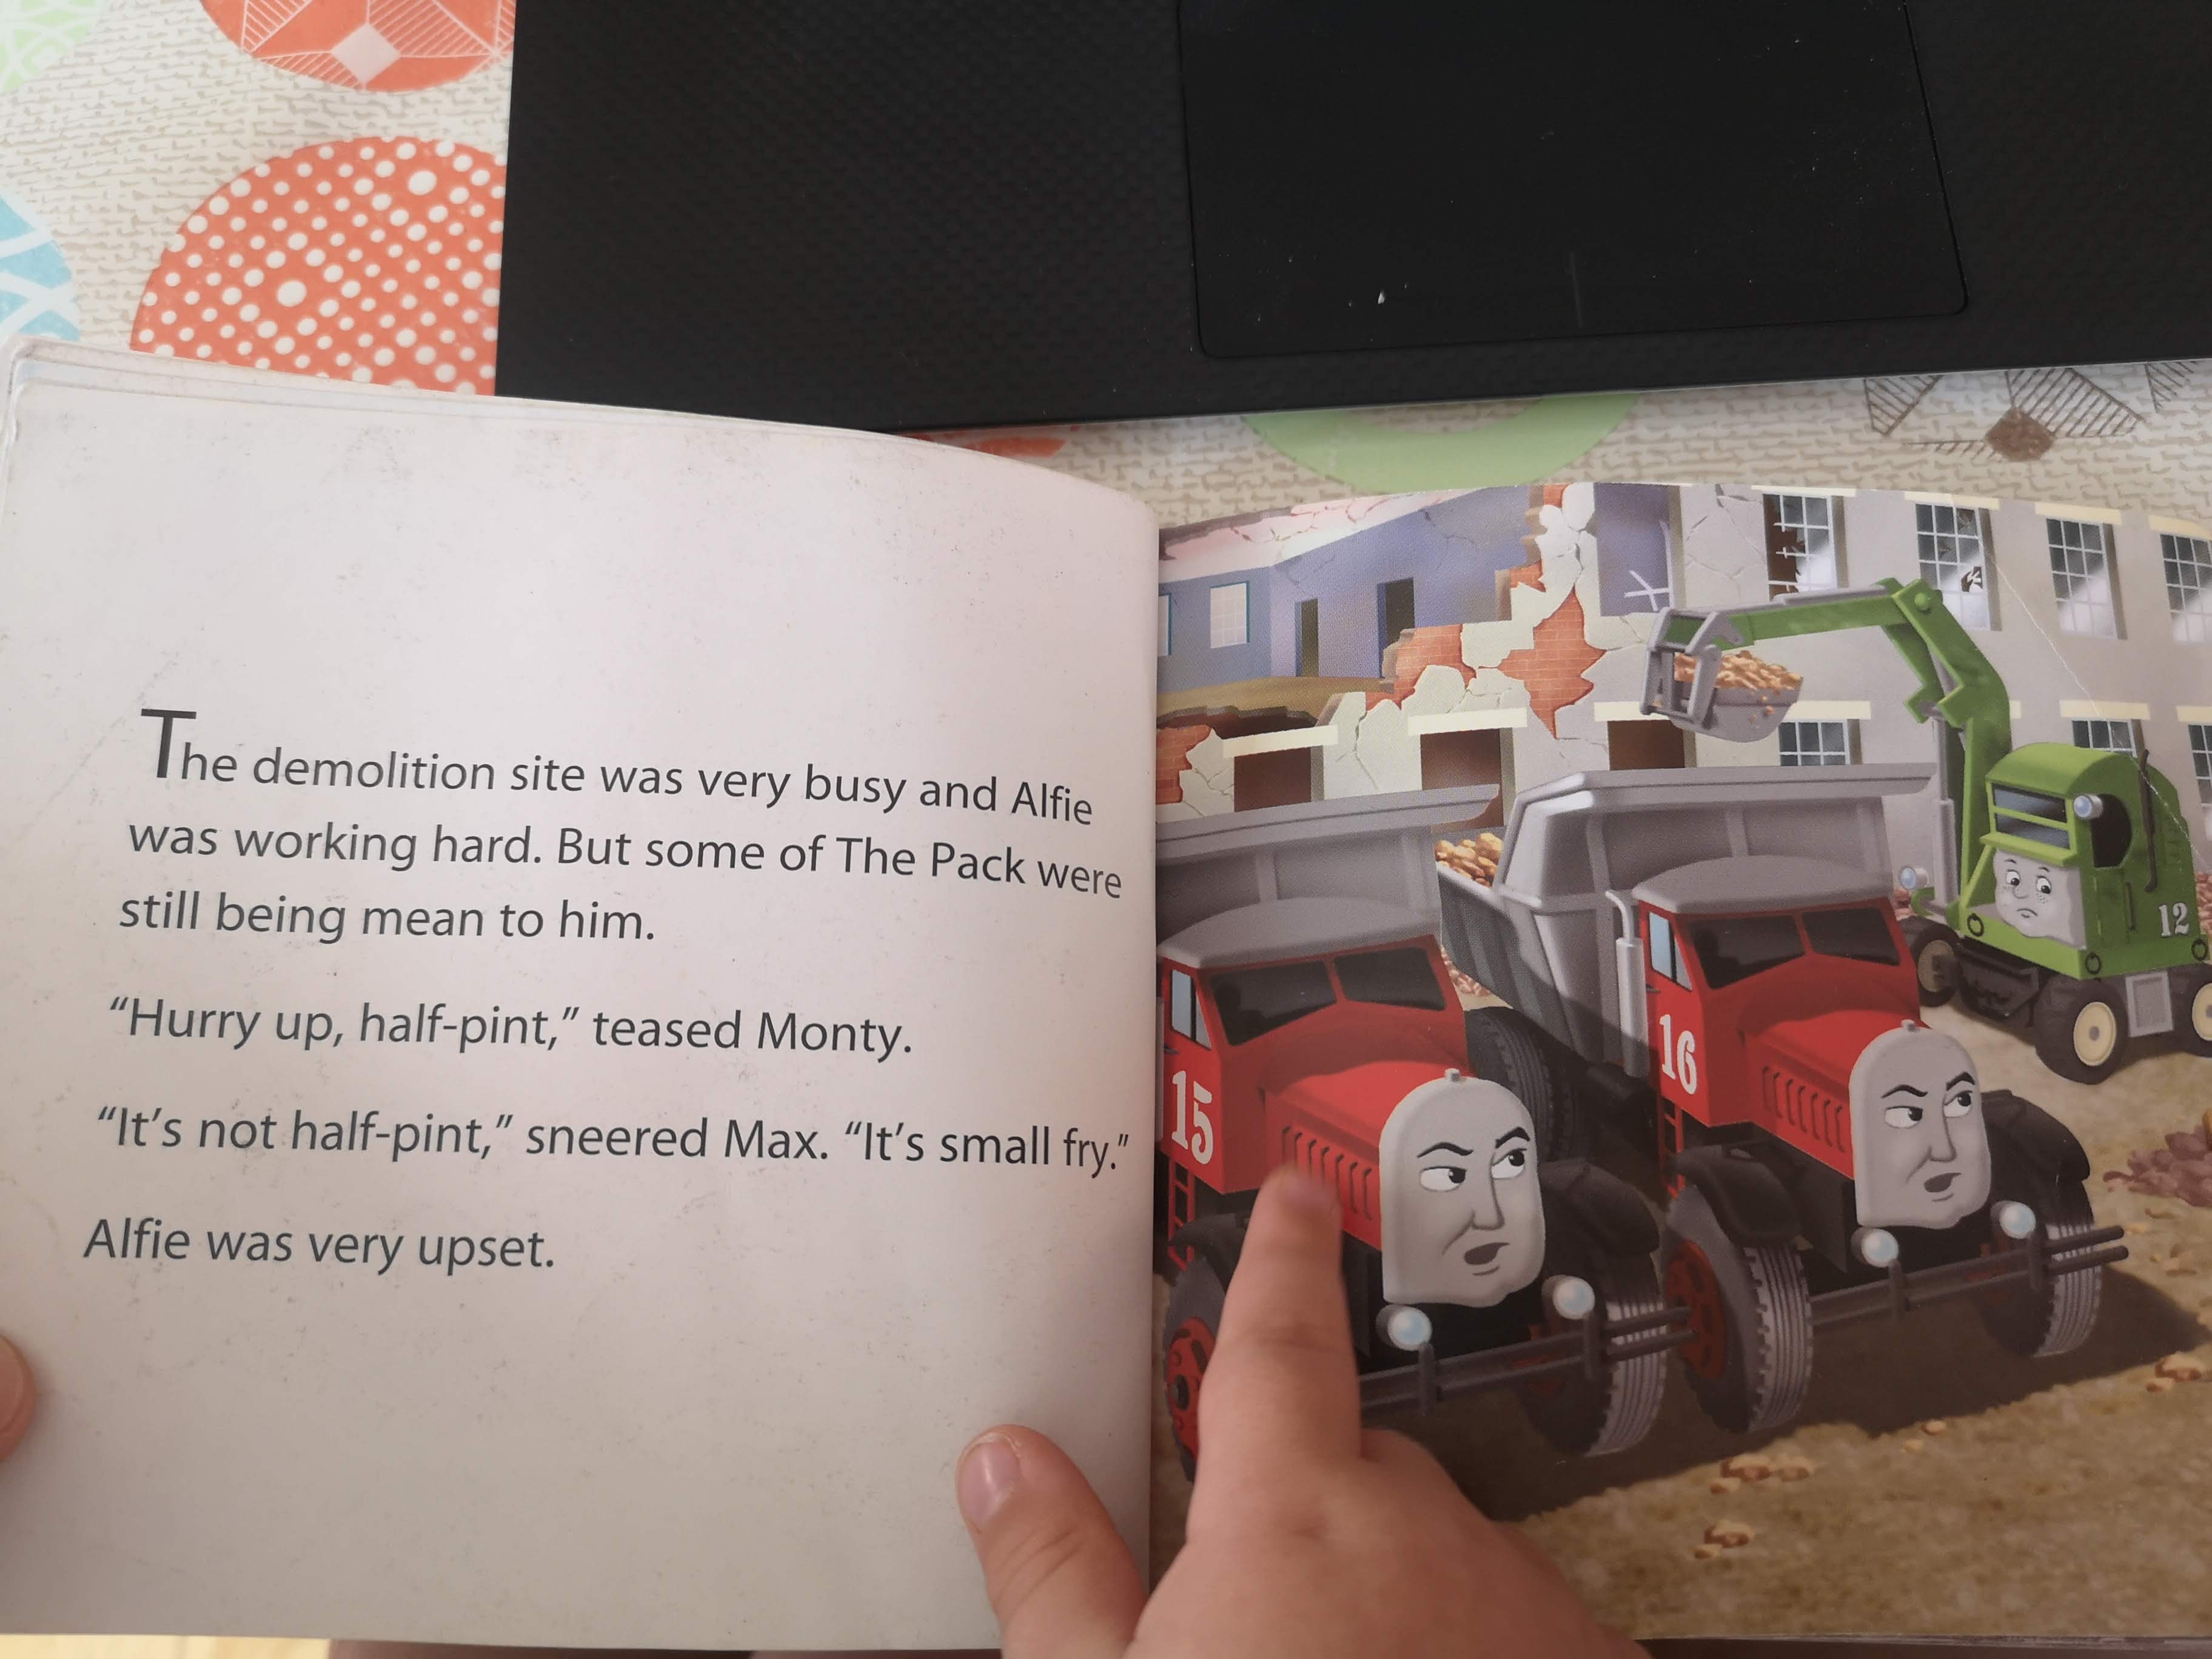 The demolition site was very busy and Alfie
was working hard. But some of The Pack were
still being mean to him.
“Hurry up, half-pint,” teased Monty.
“It’s not half-pint,” sneered Max. “It’s small fry.”
Alfie was very upset.
15
16
12